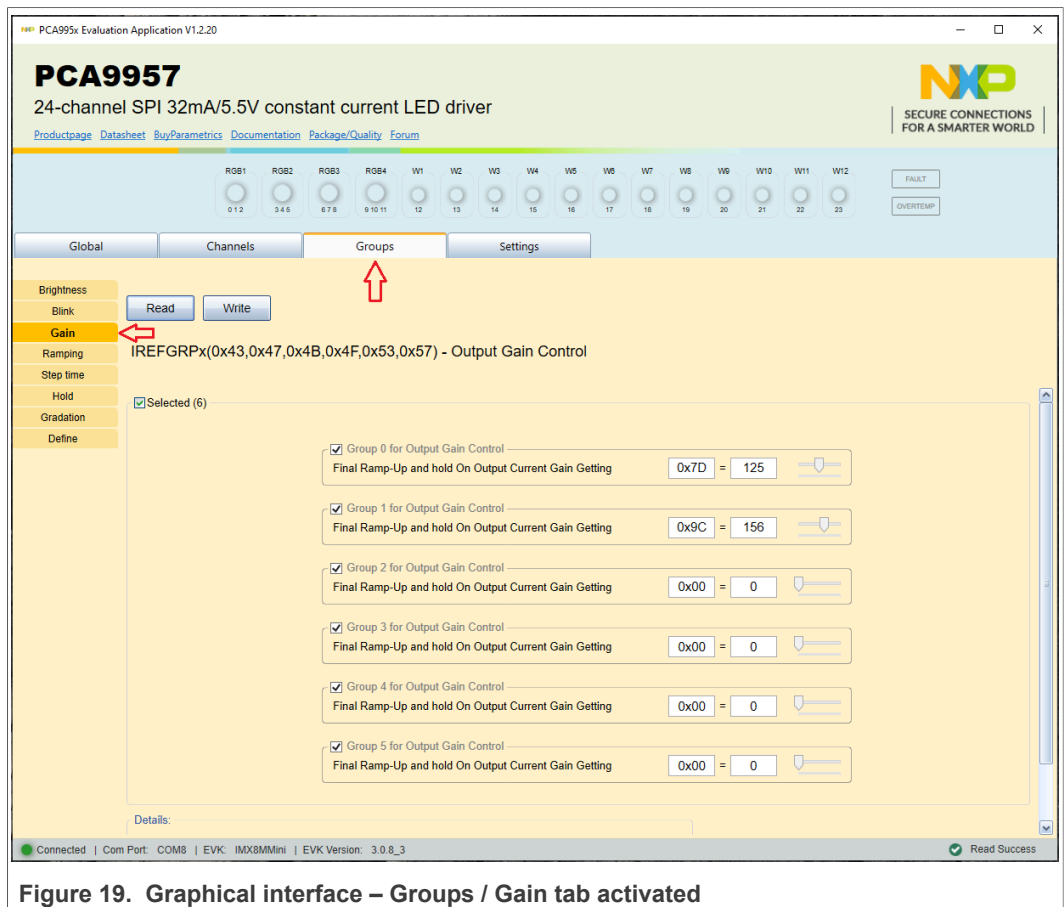 PCA995x Evaluation Application V1.2.20
PCA9957
24-channel SPI 32mA/5.5V constant current LED driver
Productpage Datasheet BuyParametrics Documentation Package/Quality Forum
NXP
SECURE CONNECTIONS
FOR A SMARTER WORLD
RGB1 RGB2 RGB3 RGB4 W1 W2 W3 W4 W5 W6 W7 W8 W9 W10 W11 W12
0 1 2 3 4 5 6 7 8 9 10 11 12 13 14 15 16 17 18 19 20 21 22 23
FAULT
OVERTEMP
Global Channels Groups Settings
Brightness
Blink
Gain
Ramping
Step time
Hold
Gradation
Define
Read Write
IREFGRPx(0x43,0x47,0x4B,0x4F,0x53,0x57) - Output Gain Control
Selected (6)
Group 0 for Output Gain Control
Final Ramp-Up and hold On Output Current Gain Getting 0x7D = 125
Group 1 for Output Gain Control
Final Ramp-Up and hold On Output Current Gain Getting 0x9C = 156
Group 2 for Output Gain Control
Final Ramp-Up and hold On Output Current Gain Getting 0x00 = 0
Group 3 for Output Gain Control
Final Ramp-Up and hold On Output Current Gain Getting 0x00 = 0
Group 4 for Output Gain Control
Final Ramp-Up and hold On Output Current Gain Getting 0x00 = 0
Group 5 for Output Gain Control
Final Ramp-Up and hold On Output Current Gain Getting 0x00 = 0
Details:
Connected | Com Port: COM8 | EVK: IMX8MMini | EVK Version: 3.0.8_3 Read Success
Figure 19. Graphical interface – Groups / Gain tab activated